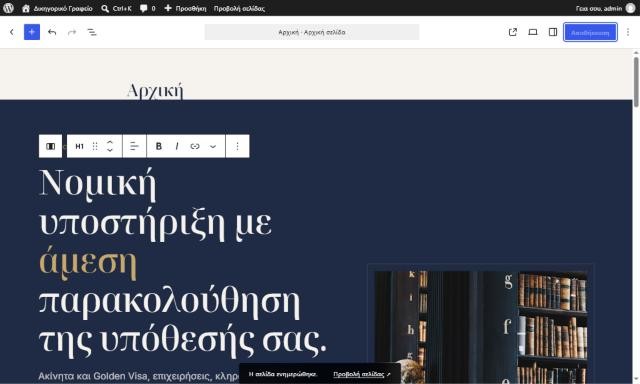 Δικηγορικό Γραφείο Ctrl+K 0 Προσθήκη Προβολή σελίδας Γεια σου, admin
Αρχική · Αρχική σελίδα Αποθήκευση
Αρχική
H1 B I
Νομική
υποστήριξη με
άμεση
παρακολούθηση
της υπόθεσής σας.
Ακίνητα και Golden Visa, επιχειρήσεις,
Η σελίδα ενημερώθηκε. Προβολή σελίδας ↗
g
f